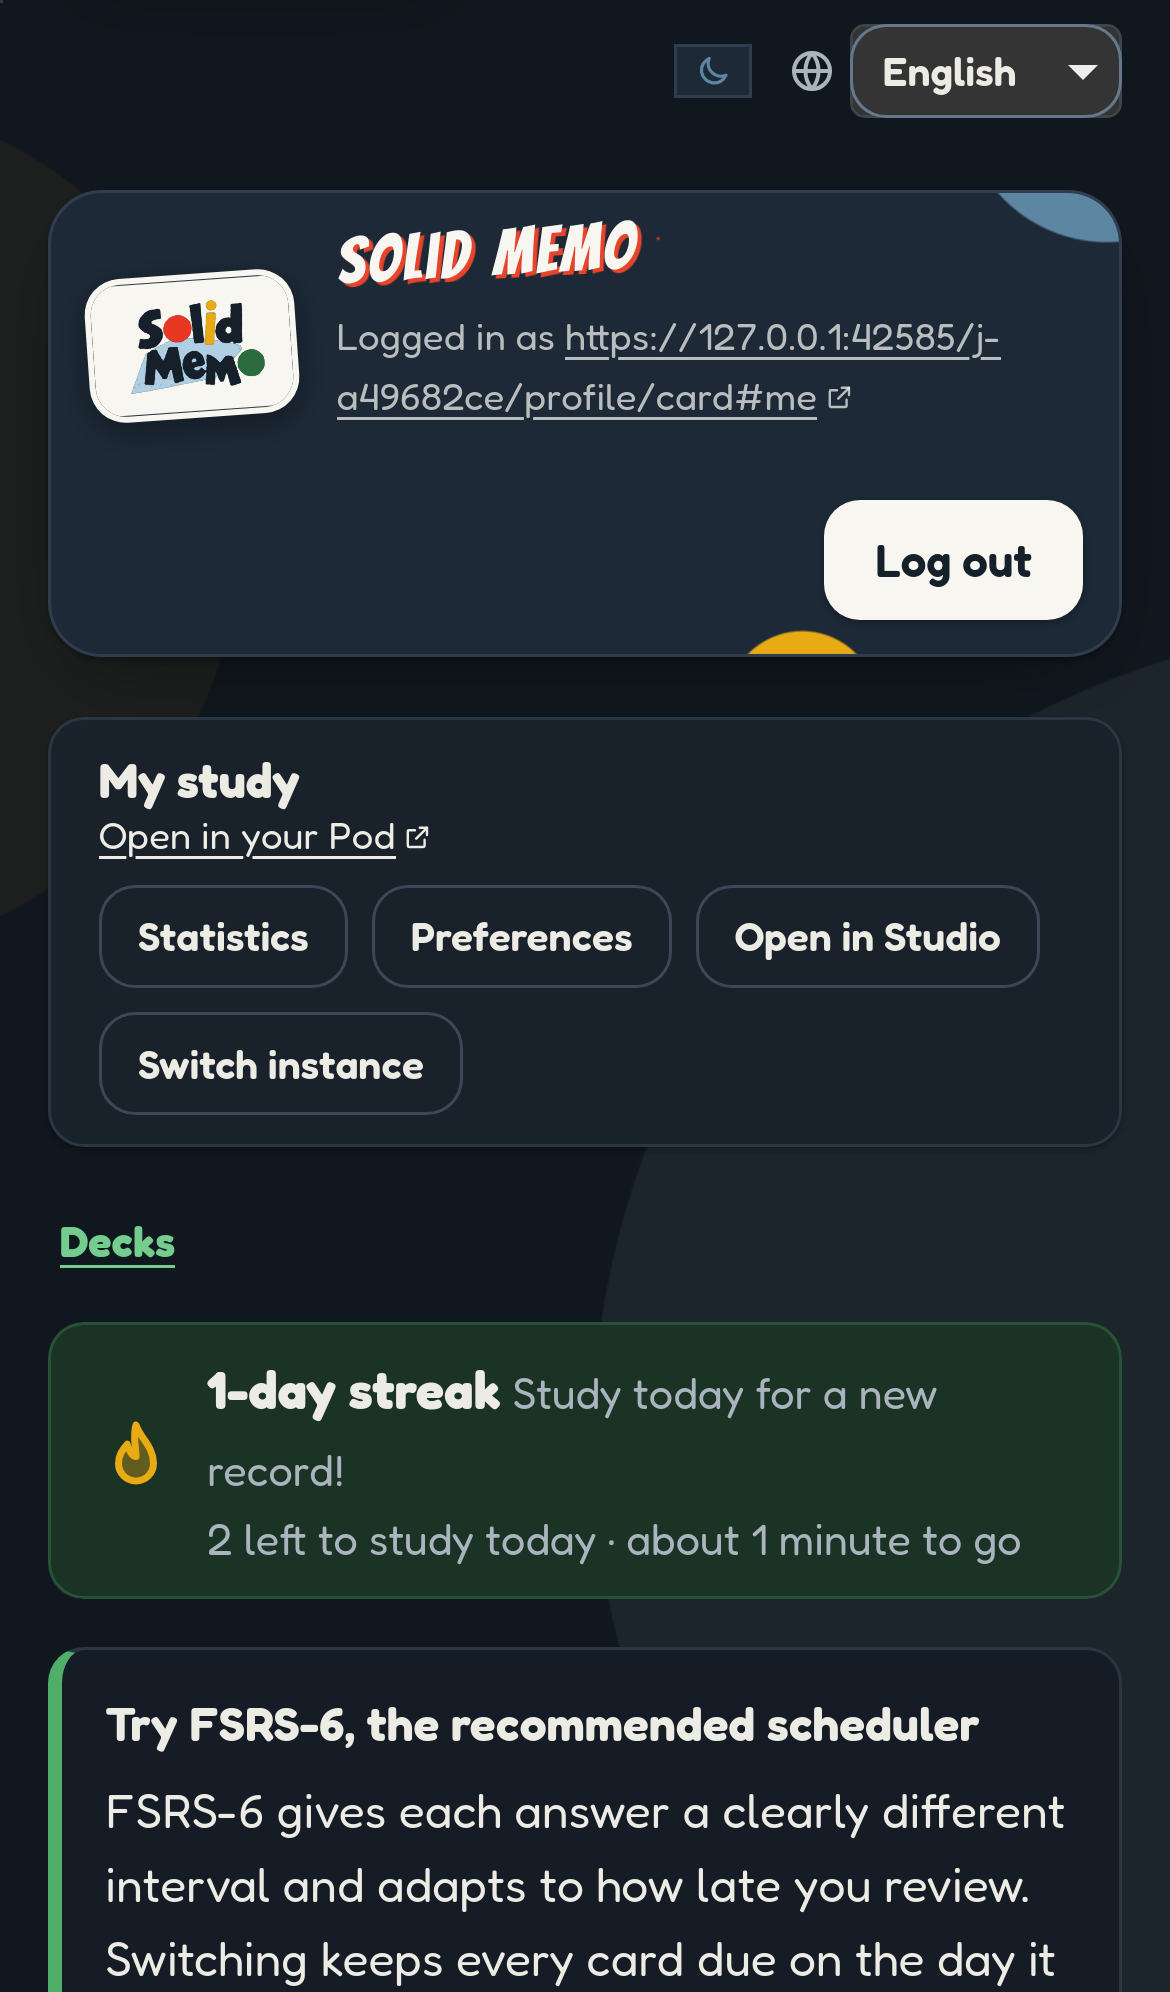 English
SOLID MEMO
Solid
Memo
Logged in as https://127.0.0.1:42585/j-
a49682ce/profile/card#me
Log out
My study
Open in your Pod
Statistics
Preferences
Open in Studio
Switch instance
Decks
1-day streak Study today for a new
record!
2 left to study today · about 1 minute to go
Try FSRS-6, the recommended scheduler
FSRS-6 gives each answer a clearly different
interval and adapts to how late you review.
Switching keeps every card due on the day it